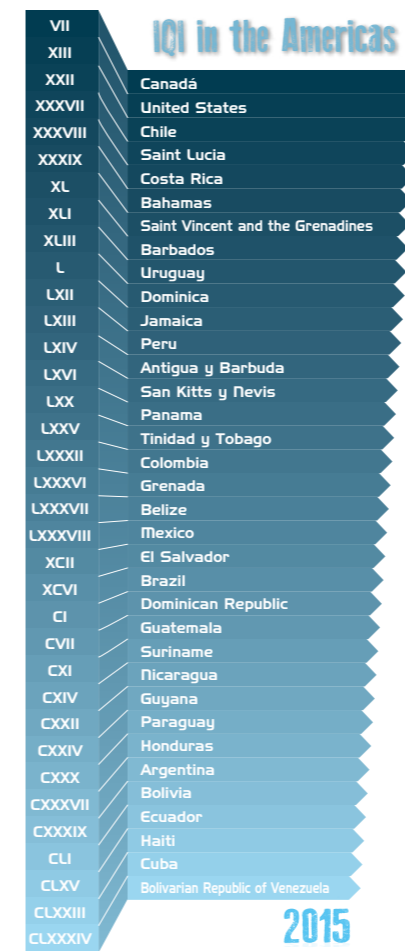 IQI in the Americas
VII
XIII
XXII
XXXVII
XXXVIII
XXXIX
XL
XLI
XLIII
L
LXII
LXIII
LXIV
LXVI
LXX
LXXV
LXXXII
LXXXVI
LXXXVII
LXXXVIII
XCII
XCVI
CI
CVII
CXI
CXIV
CXXII
CXXIV
CXXX
CXXXVII
CXXXIX
CLI
CLXV
CLXXIII
CLXXXIV
Canadá
United States
Chile
Saint Lucia
Costa Rica
Bahamas
Saint Vincent and the Grenadines
Barbados
Uruguay
Dominica
Jamaica
Peru
Antigua y Barbuda
San Kitts y Nevis
Panama
Tinidad y Tobago
Colombia
Grenada
Belize
Mexico
El Salvador
Brazil
Dominican Republic
Guatemala
Suriname
Nicaragua
Guyana
Paraguay
Honduras
Argentina
Bolivia
Ecuador
Haiti
Cuba
Bolivarian Republic of Venezuela
2015